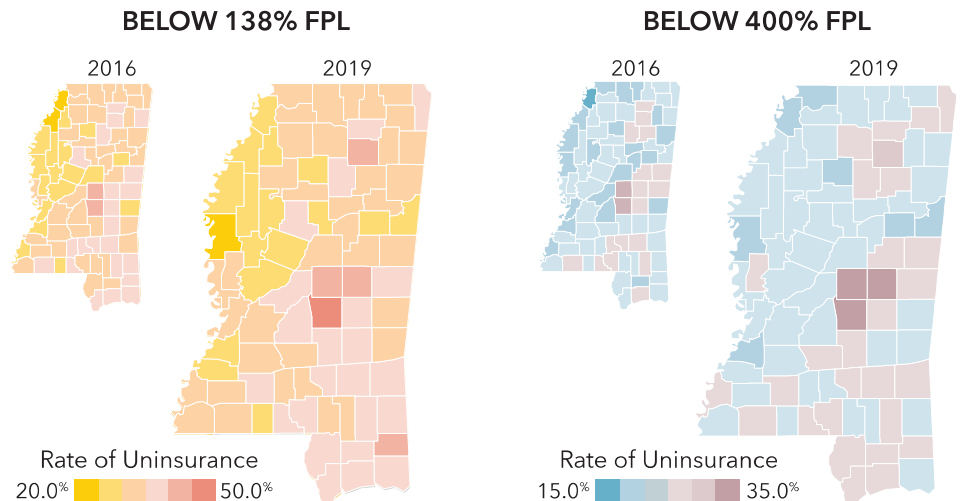 BELOW 138% FPL
2016
2019
Rate of Uninsurance
20.0%
50.0%
BELOW 400% FPL
2016
2019
Rate of Uninsurance
15.0%
35.0%